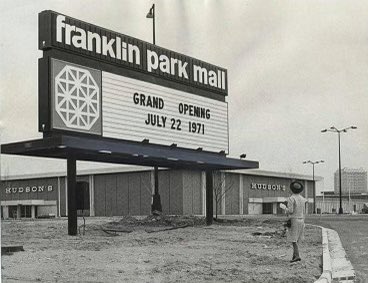 franklin park mall
GRAND OPENING
JULY 22 1971
HUDSON'S
HUDSON'S